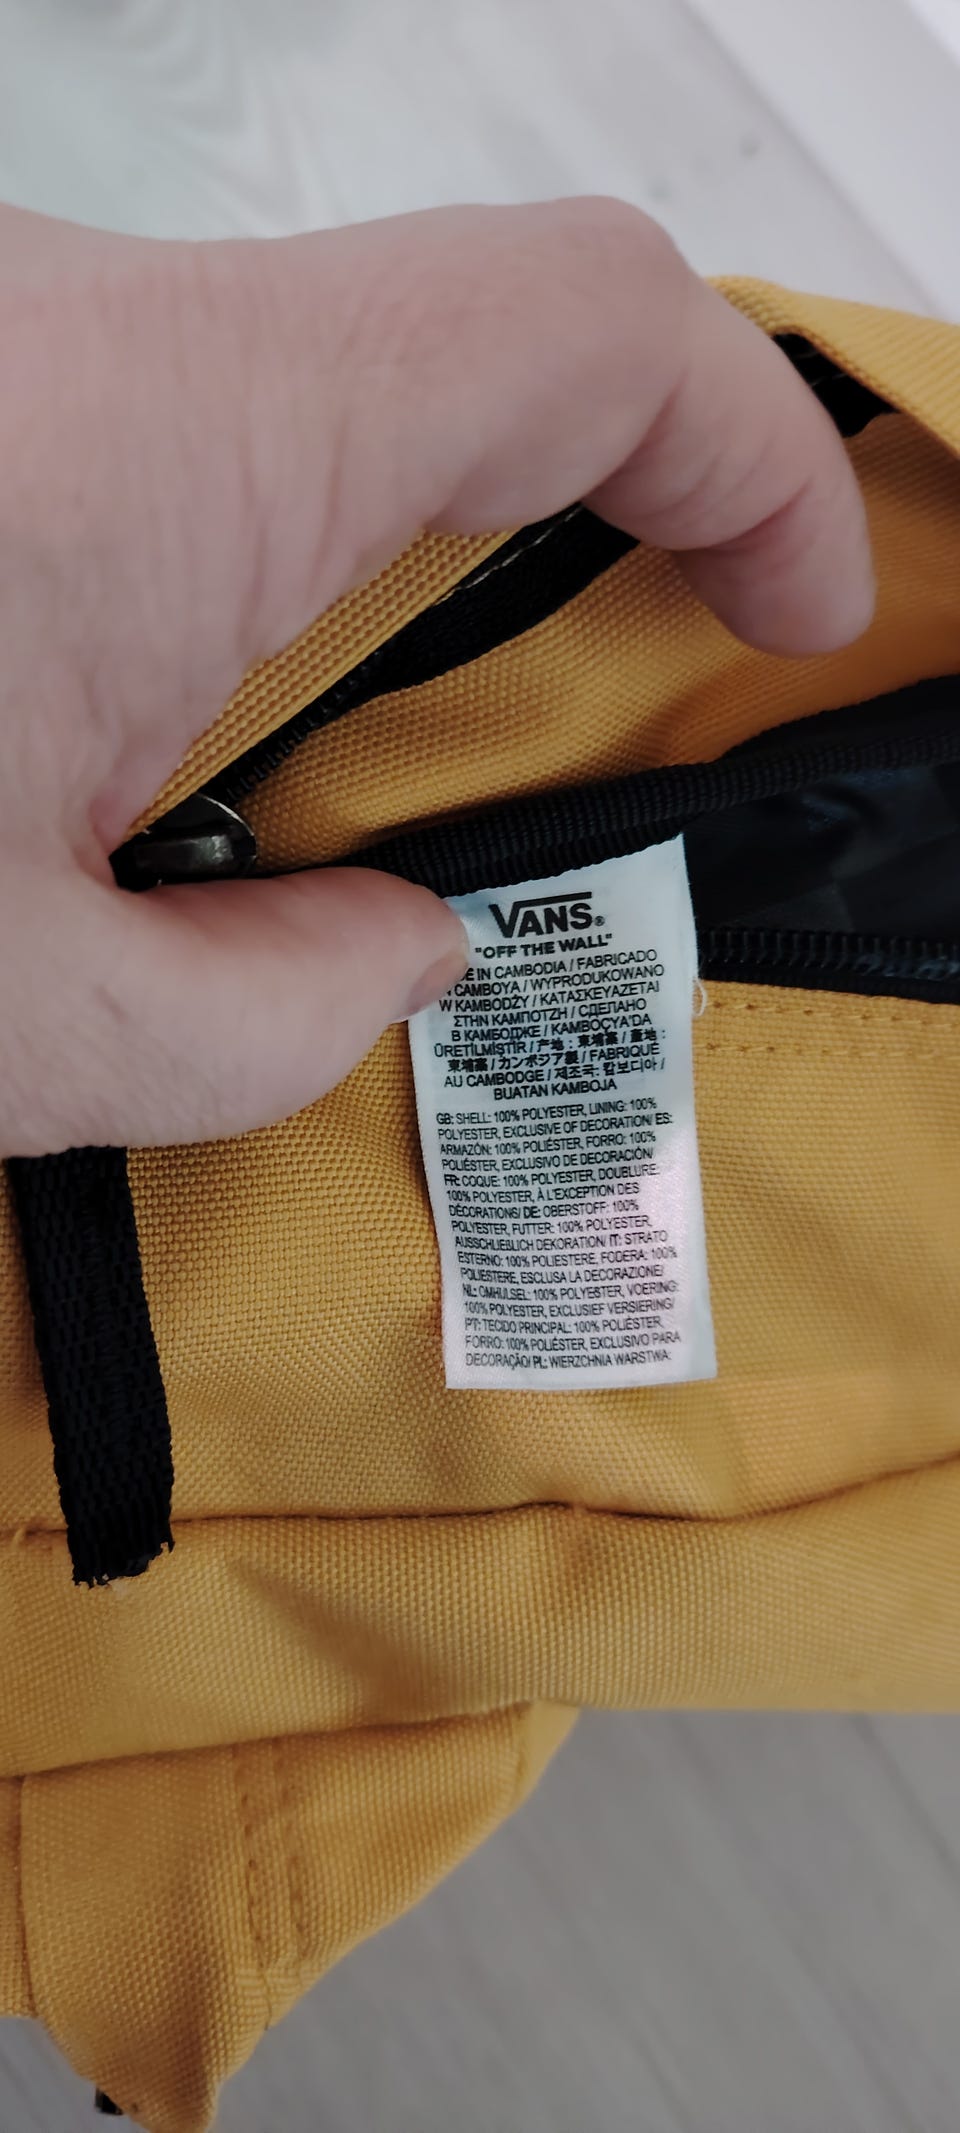 VANS®
"OFF THE WALL"
E IN CAMBODIA / FABRICADO
CAMBOYA / WYPRODUKOWANO
W KAMBODŻY / ΚΑΤΑΣΚΕΥΑΖΕΤΑΙ
ΣΤΗΝ ΚΑΜΠΟΤΖΗ / СДЕЛАНО
В КАМБОДЖЕ / KAMBOÇYA'DA
ÜRETİLMİŞTİR / 产地 : 柬埔寨 / 產地 :
柬埔寨 / カンボジア製 / FABRIQUÉ
AU CAMBODGE / 제조국: 캄보디아 /
BUATAN KAMBOJA
GB: SHELL: 100% POLYESTER, LINING: 100%
POLYESTER, EXCLUSIVE OF DECORATION/ ES:
ARMAZÓN: 100% POLIÉSTER, FORRO: 100%
POLIÉSTER, EXCLUSIVO DE DECORACIÓN/
FR: COQUE: 100% POLYESTER, DOUBLURE:
100% POLYESTER, À L'EXCEPTION DES
DÉCORATIONS/ DE: OBERSTOFF: 100%
POLYESTER, FUTTER: 100% POLYESTER,
AUSSCHLIEßLICH DEKORATION/ IT: STRATO
ESTERNO: 100% POLIESTERE, FODERA: 100%
POLIESTERE, ESCLUSA LA DECORAZIONE/
NL: OMHULSEL: 100% POLYESTER, VOERING:
100% POLYESTER, EXCLUSIEF VERSIERING/
PT: TECIDO PRINCIPAL: 100% POLIÉSTER,
FORRO: 100% POLIÉSTER, EXCLUSIVO PARA
DECORAÇÃO/ PL: WIERZCHNIA WARSTWA: